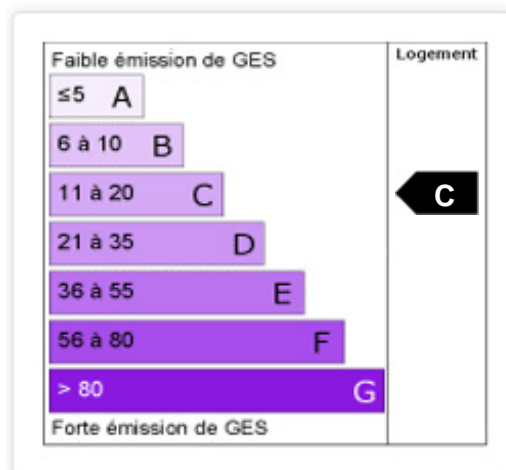 Faible émission de GES
Logement
≤5 A
6 à 10 B
11 à 20 C
C
21 à 35 D
36 à 55 E
56 à 80 F
> 80 G
Forte émission de GES